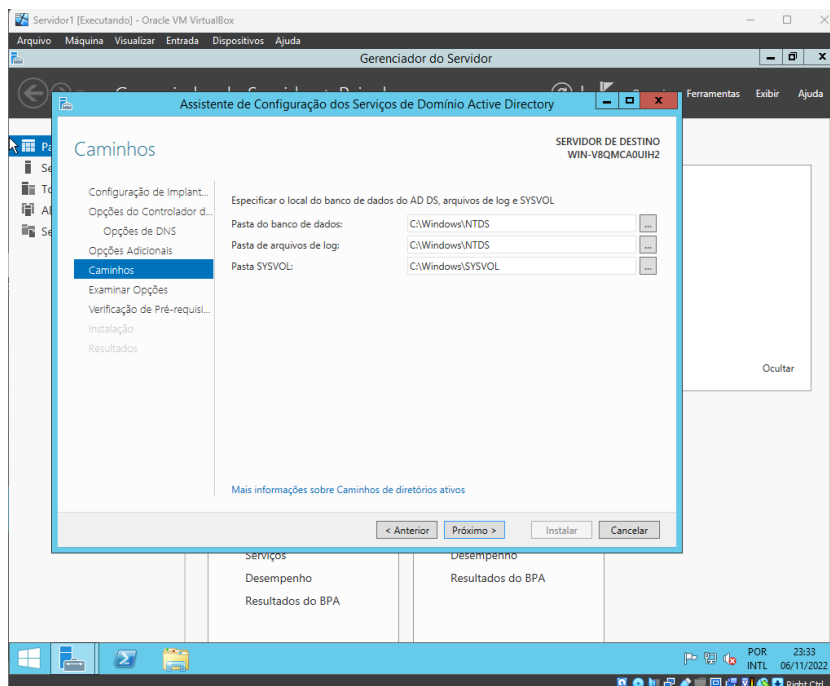 Servidor1 [Executando] - Oracle VM VirtualBox
Arquivo Máquina Visualizar Entrada Dispositivos Ajuda
Gerenciador do Servidor
Ferramentas Exibir Ajuda
Assistente de Configuração dos Serviços de Domínio Active Directory
Caminhos
SERVIDOR DE DESTINO
WIN-V8QMCA0UIH2
Configuração de Implant...
Opções do Controlador d...
Opções de DNS
Opções Adicionais
Caminhos
Examinar Opções
Verificação de Pré-requisi...
Instalação
Resultados
Especificar o local do banco de dados do AD DS, arquivos de log e SYSVOL
Pasta do banco de dados: C:\Windows\NTDS ...
Pasta de arquivos de log: C:\Windows\NTDS ...
Pasta SYSVOL: C:\Windows\SYSVOL ...
Mais informações sobre Caminhos de diretórios ativos
< Anterior Próximo > Instalar Cancelar
Ocultar
Serviços Desempenho
Desempenho Resultados do BPA
Resultados do BPA
POR 23:33
INTL 06/11/2022
Right Ctrl